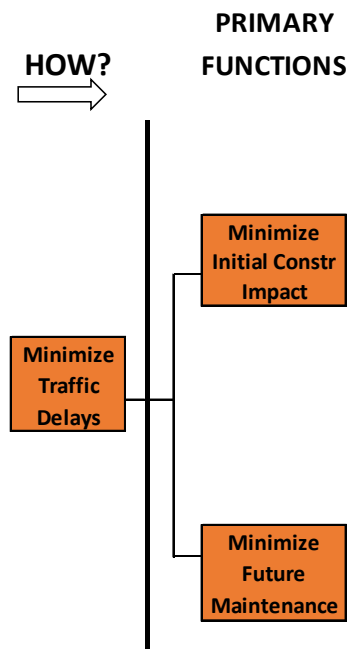 PRIMARY
HOW?
FUNCTIONS
Minimize
Initial Constr
Impact
Minimize
Traffic
Delays
Minimize
Future
Maintenance